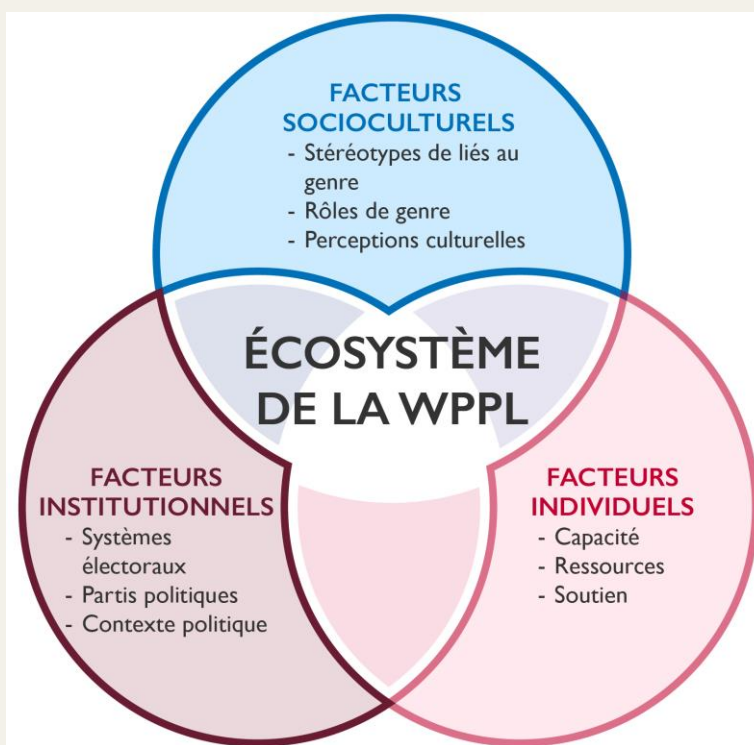 FACTEURS
SOCIOCULTURELS
- Stéréotypes de liés au
genre
- Rôles de genre
- Perceptions culturelles
ÉCOSYSTÈME
DE LA WPPL
FACTEURS
INSTITUTIONNELS
- Systèmes
électoraux
- Partis politiques
- Contexte politique
FACTEURS
INDIVIDUELS
- Capacité
- Ressources
- Soutien